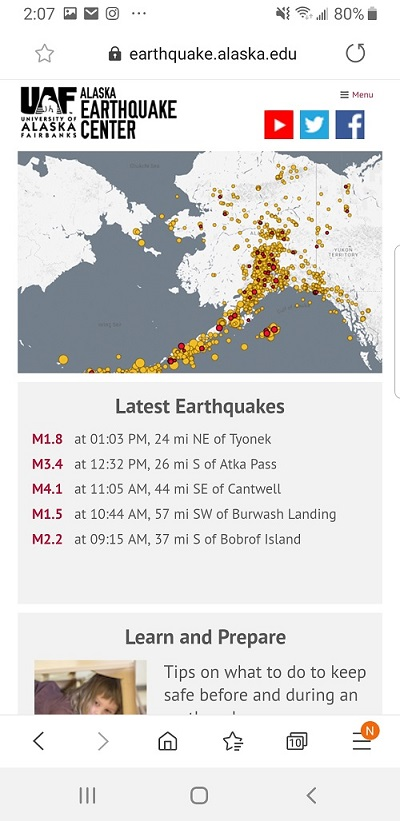 2:07 80%
earthquake.alaska.edu
UAF ALASKA EARTHQUAKE CENTER
UNIVERSITY OF ALASKA FAIRBANKS
Menu
YUKON TERRITORY
Latest Earthquakes
M1.8 at 01:03 PM, 24 mi NE of Tyonek
M3.4 at 12:32 PM, 26 mi S of Atka Pass
M4.1 at 11:05 AM, 44 mi SE of Cantwell
M1.5 at 10:44 AM, 57 mi SW of Burwash Landing
M2.2 at 09:15 AM, 37 mi S of Bobrof Island
Learn and Prepare
Tips on what to do to keep
safe before and during an
10
N